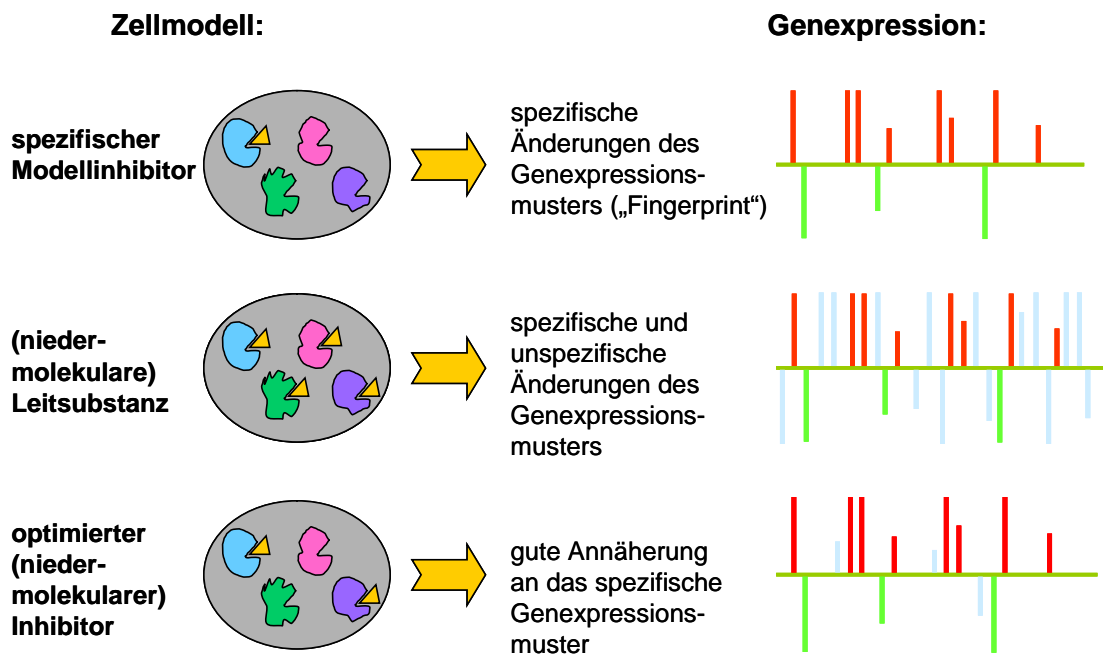 Zellmodell:
Genexpression:
spezifischer
Modellinhibitor
spezifische
Änderungen des
Genexpressions-
musters („Fingerprint“)
(nieder-
molekulare)
Leitsubstanz
spezifische und
unspezifische
Änderungen des
Genexpressions-
musters
optimierter
(nieder-
molekularer)
Inhibitor
gute Annäherung
an das spezifische
Genexpressions-
muster